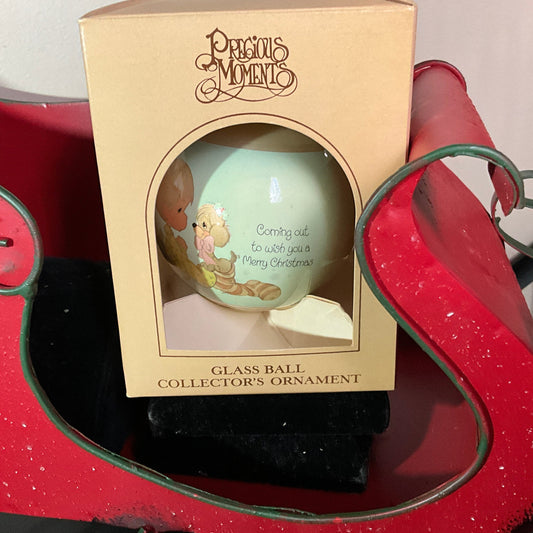 PRECIOUS
MOMENTS
Coming out
to wish you a
Merry Christmas
GLASS BALL
COLLECTOR'S ORNAMENT